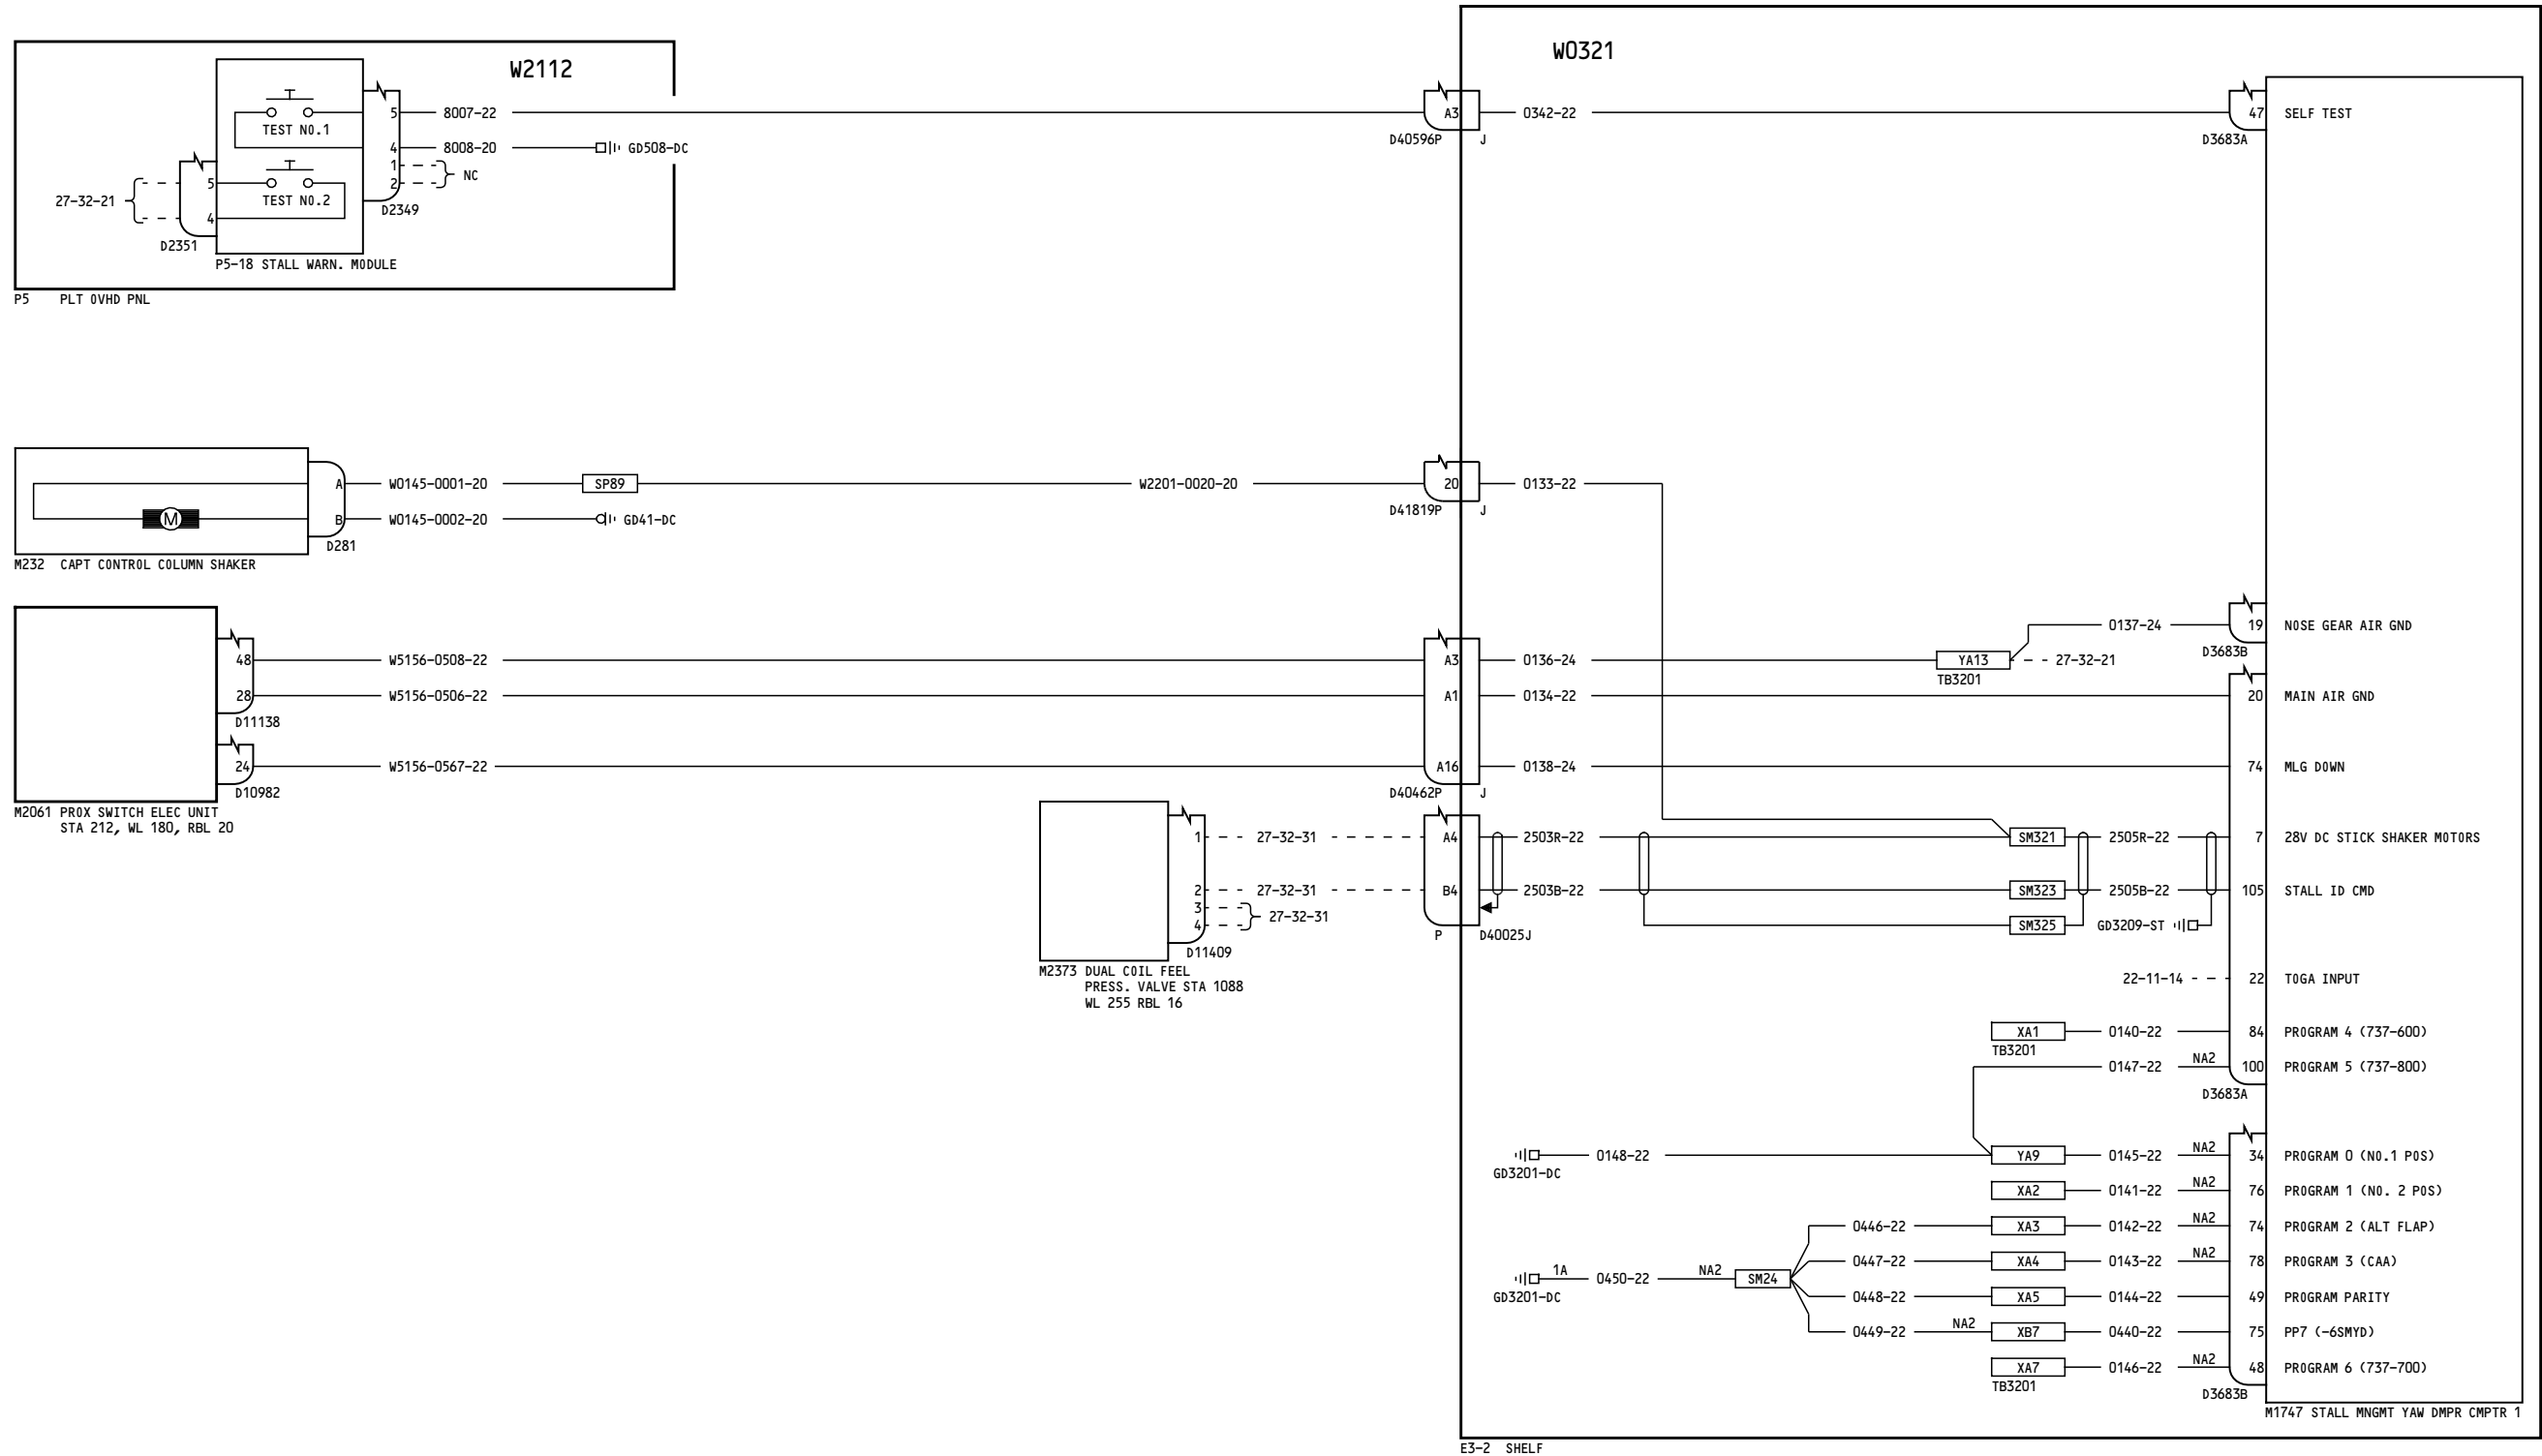 W2112
W0321
TEST NO.1
5
8007-22
A3
0342-22
47
SELF TEST
D40596P
J
D3683A
4
8008-20
GD508-DC
1
2
NC
27-32-21
5
4
TEST NO.2
D2349
D2351
P5-18 STALL WARN. MODULE
P5 PLT OVHD PNL
A
W0145-0001-20
SP89
W2201-0020-20
20
0133-22
M
B
W0145-0002-20
GD41-DC
D41819P
J
D281
M232 CAPT CONTROL COLUMN SHAKER
0137-24
19
NOSE GEAR AIR GND
D3683B
48
W5156-0508-22
A3
0136-24
YA13
27-32-21
TB3201
28
W5156-0506-22
A1
0134-22
20
MAIN AIR GND
D11138
24
W5156-0567-22
A16
0138-24
74
MLG DOWN
D10982
D40462P
J
M2061 PROX SWITCH ELEC UNIT
STA 212, WL 180, RBL 20
1
27-32-31
A4
2503R-22
SM321
2505R-22
7
28V DC STICK SHAKER MOTORS
2
27-32-31
B4
2503B-22
SM323
2505B-22
105
STALL ID CMD
3
4
27-32-31
SM325
GD3209-ST
P
D40025J
D11409
M2373 DUAL COIL FEEL
PRESS. VALVE STA 1088
WL 255 RBL 16
22-11-14
22
TOGA INPUT
XA1
0140-22
84
PROGRAM 4 (737-600)
TB3201
0147-22
NA2
100
PROGRAM 5 (737-800)
D3683A
GD3201-DC
0148-22
YA9
0145-22
NA2
34
PROGRAM 0 (NO.1 POS)
XA2
0141-22
NA2
76
PROGRAM 1 (NO. 2 POS)
0446-22
XA3
0142-22
NA2
74
PROGRAM 2 (ALT FLAP)
0447-22
XA4
0143-22
NA2
78
PROGRAM 3 (CAA)
GD3201-DC
1A
0450-22
NA2
SM24
0448-22
XA5
0144-22
49
PROGRAM PARITY
0449-22
NA2
XB7
0440-22
75
PP7 (-6SMYD)
XA7
0146-22
NA2
48
PROGRAM 6 (737-700)
TB3201
D3683B
M1747 STALL MNGMT YAW DMPR CMPTR 1
E3-2 SHELF